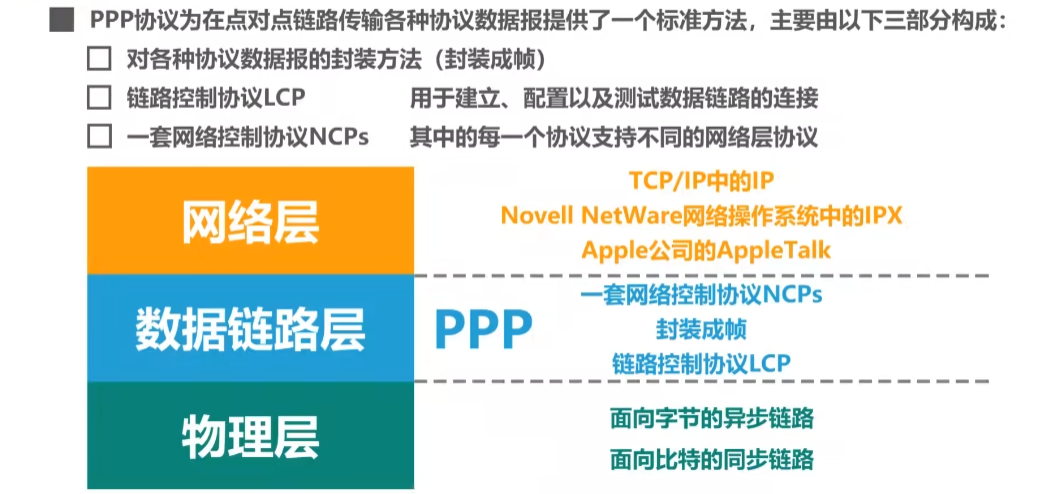 PPP协议为在点对点链路传输各种协议数据报提供了一个标准方法，主要由以下三部分构成：
对各种协议数据报的封装方法（封装成帧）
链路控制协议LCP 用于建立、配置以及测试数据链路的连接
一套网络控制协议NCPs 其中的每一个协议支持不同的网络层协议
网络层
TCP/IP中的IP
Novell NetWare网络操作系统中的IPX
Apple公司的AppleTalk
数据链路层
PPP
一套网络控制协议NCPs
封装成帧
链路控制协议LCP
物理层
面向字节的异步链路
面向比特的同步链路